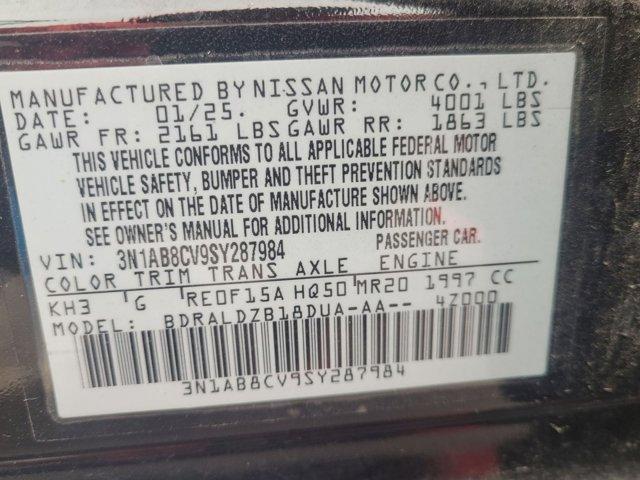 MANUFACTURED BY NISSAN MOTOR CO., LTD.
DATE: 01/25. GVWR: 4001 LBS
GAWR FR: 2161 LBS GAWR RR: 1863 LBS
THIS VEHICLE CONFORMS TO ALL APPLICABLE FEDERAL MOTOR
VEHICLE SAFETY, BUMPER AND THEFT PREVENTION STANDARDS
IN EFFECT ON THE DATE OF MANUFACTURE SHOWN ABOVE.
SEE OWNER'S MANUAL FOR ADDITIONAL INFORMATION.
VIN: 3N1AB8CV9SY287984 PASSENGER CAR.
COLOR TRIM TRANS AXLE ENGINE
KH3 G RE0F15A HQ50 MR20 1997 CC
MODEL: BDRALDZB18DUA-AA-- 4Z000
3N1AB8CV9SY287984